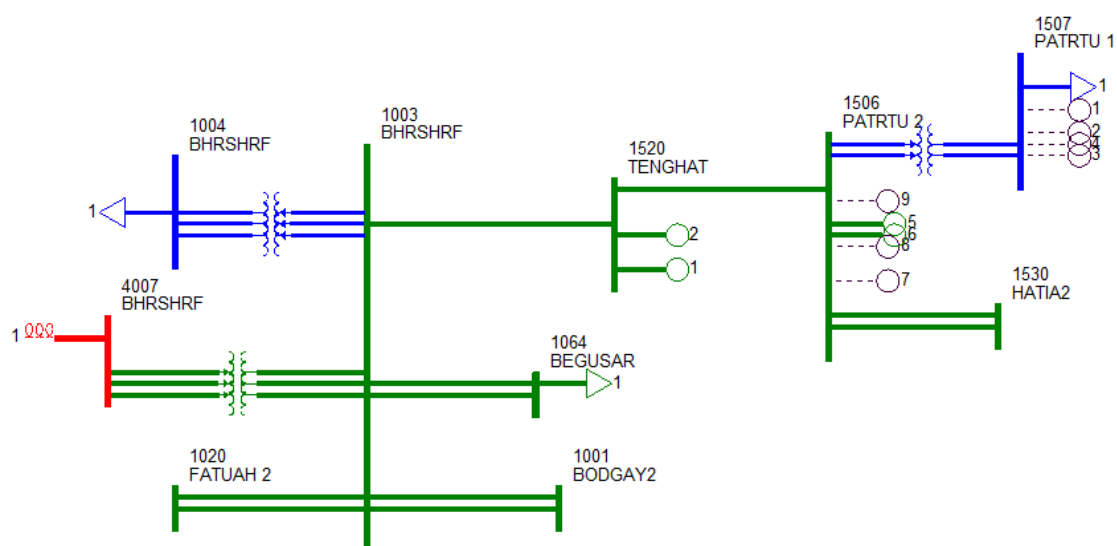 1507
PATRTU 1
1
1
2
4
3
1004
BHRSHRF
1003
BHRSHRF
1506
PATRTU 2
1520
TENGHAT
1
9
5
6
8
7
2
1
4007
BHRSHRF
1530
HATIA2
1
1064
BEGUSAR
1
1020
FATUAH 2
1001
BODGAY2